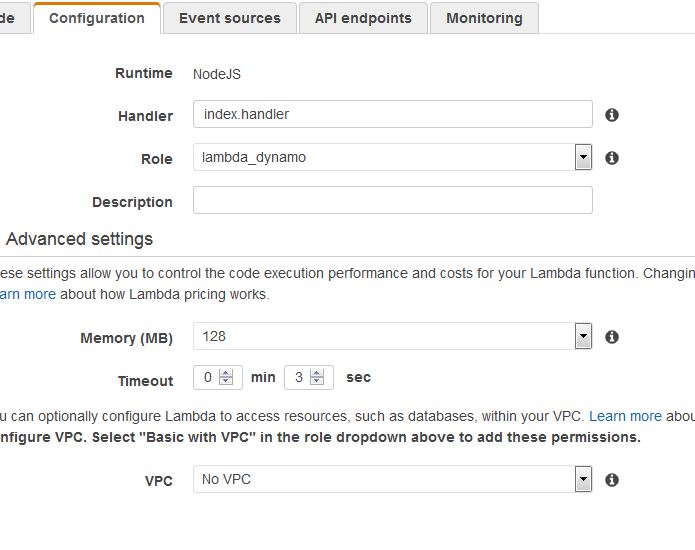 de Configuration Event sources API endpoints Monitoring
Runtime NodeJS
Handler index.handler
Role lambda_dynamo
Description
Advanced settings
ese settings allow you to control the code execution performance and costs for your Lambda function. Changin
arn more about how Lambda pricing works.
Memory (MB) 128
Timeout 0 min 3 sec
u can optionally configure Lambda to access resources, such as databases, within your VPC. Learn more abou
nfigure VPC. Select "Basic with VPC" in the role dropdown above to add these permissions.
VPC No VPC